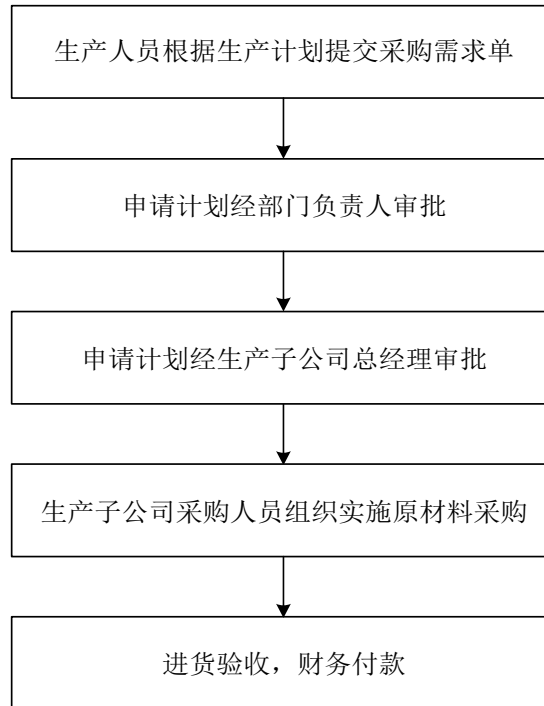 生产人员根据生产计划提交采购需求单
申请计划经部门负责人审批
申请计划经生产子公司总经理审批
生产子公司采购人员组织实施原材料采购
进货验收，财务付款